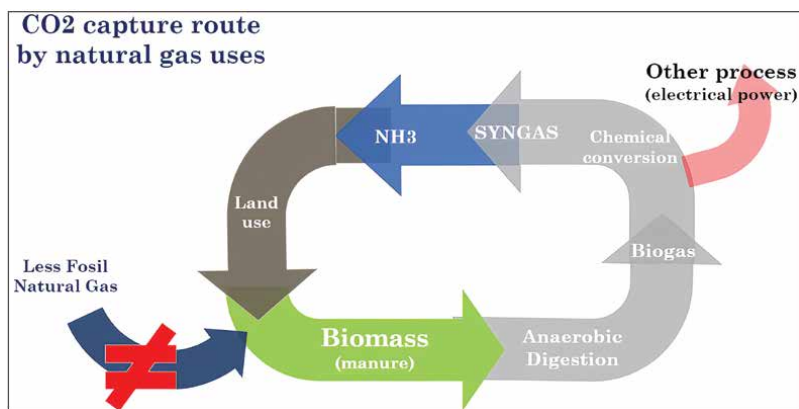 CO2 capture route
by natural gas uses
Other process
(electrical power)
NH3
SYNGAS
Chemical
conversion
Land
use
Biogas
Less Fosil
Natural Gas
Biomass
(manure)
Anaerobic
Digestion